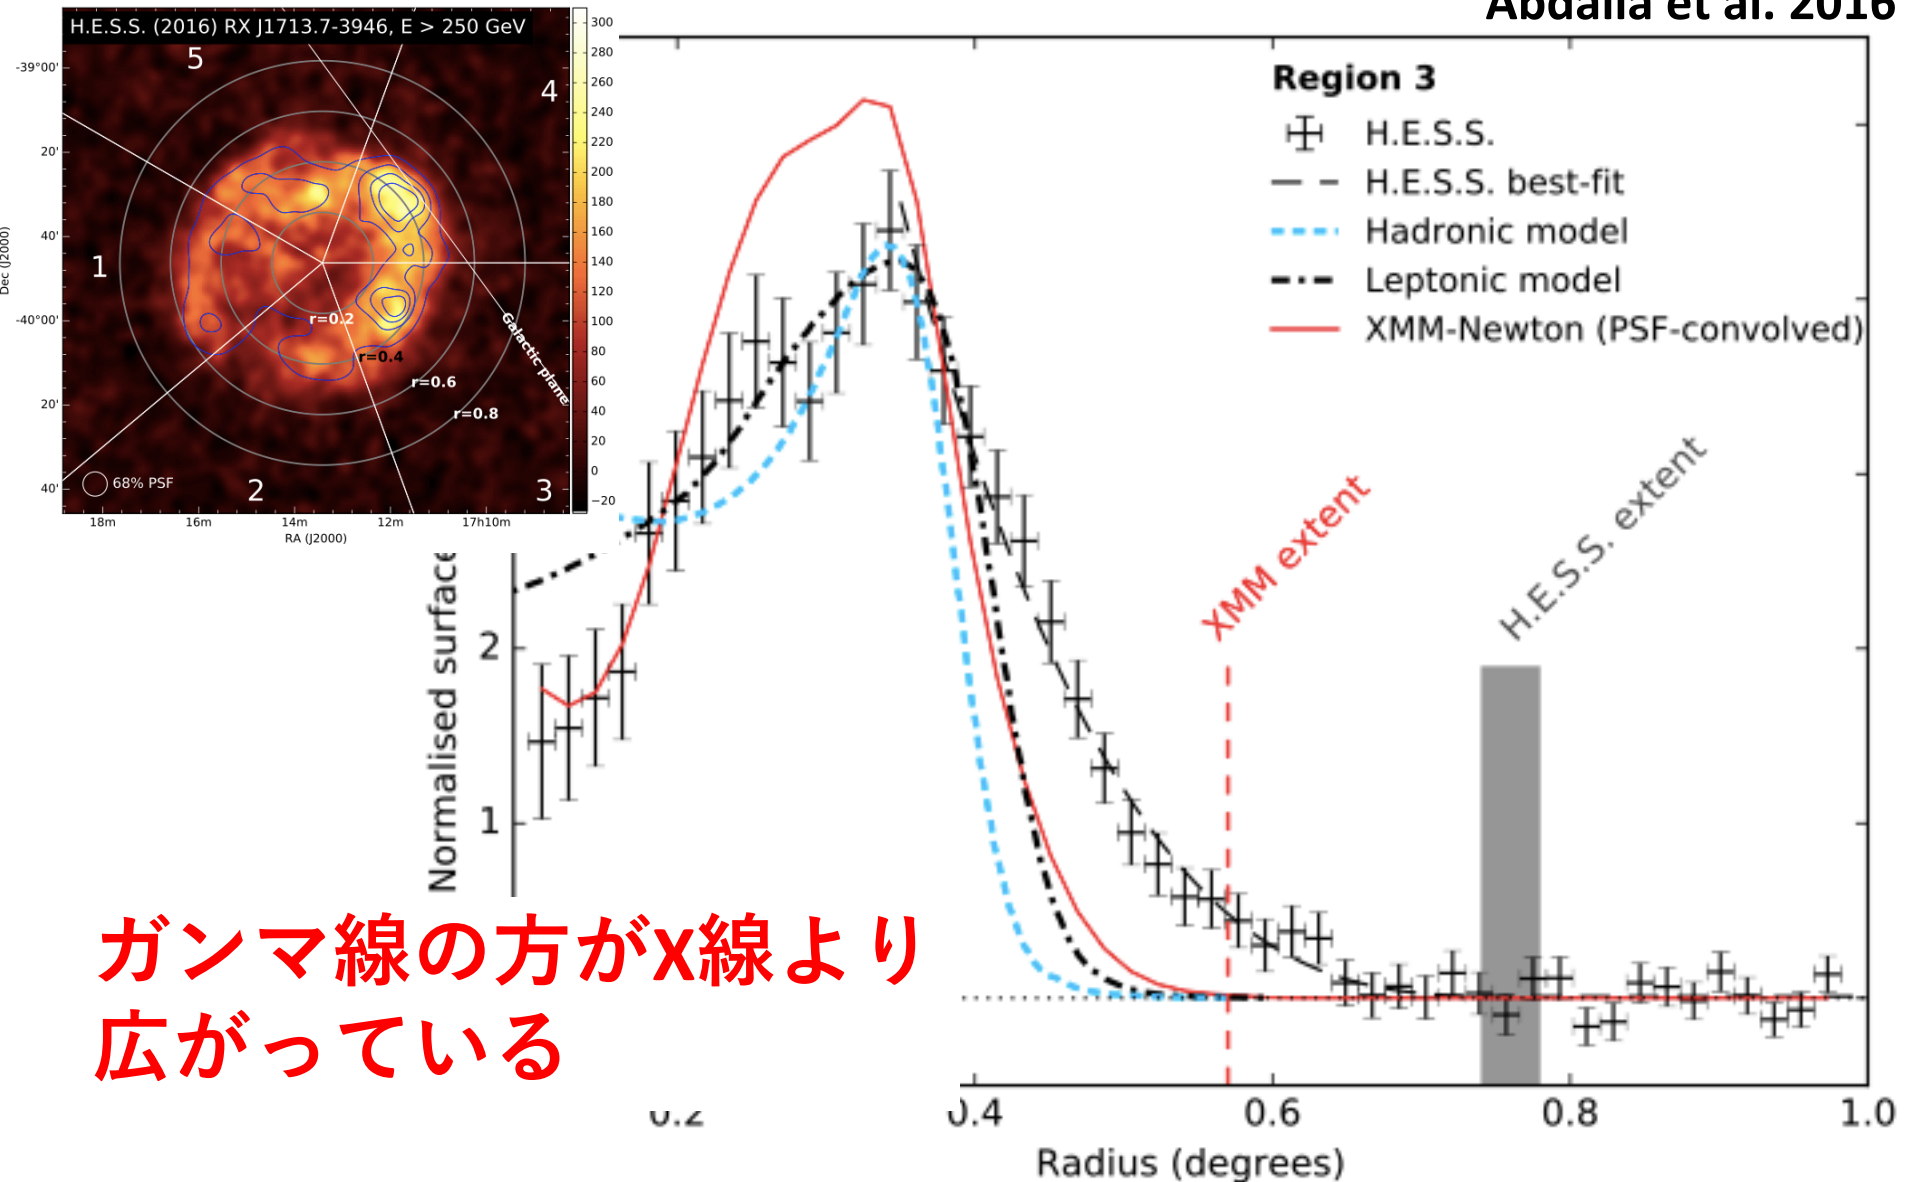 Abdalla et al. 2016
H.E.S.S. (2016) RX J1713.7-3946, E > 250 GeV
5
4
1
2
3
r=0.2
r=0.4
r=0.6
r=0.8
Galactic plane
68% PSF
-39°00'
20'
40'
-40°00'
20'
40'
Dec (J2000)
18m
16m
14m
12m
17h10m
RA (J2000)
300
280
260
240
220
200
180
160
140
120
100
80
60
40
20
0
−20
Region 3
H.E.S.S.
H.E.S.S. best-fit
Hadronic model
Leptonic model
XMM-Newton (PSF-convolved)
XMM extent
H.E.S.S. extent
Normalised surface
2
1
ガンマ線の方がX線より
広がっている
0.2
0.4
0.6
0.8
1.0
Radius (degrees)